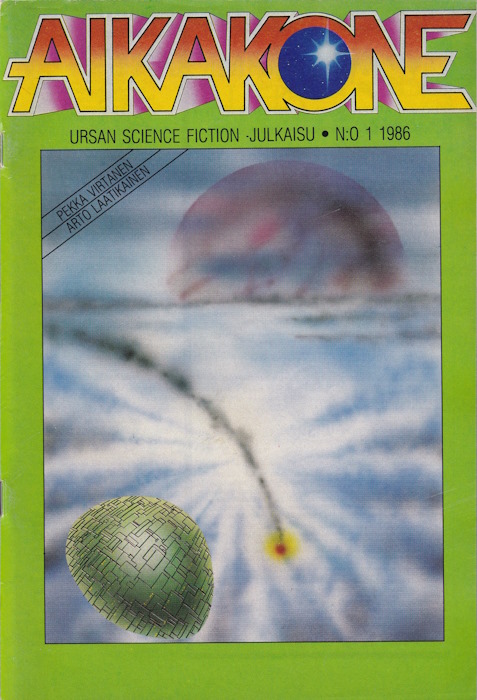 AIKAKONE
URSAN SCIENCE FICTION -JULKAISU • N:O 1 1986
PEKKA VIRTANEN
ARTO LAATIKAINEN